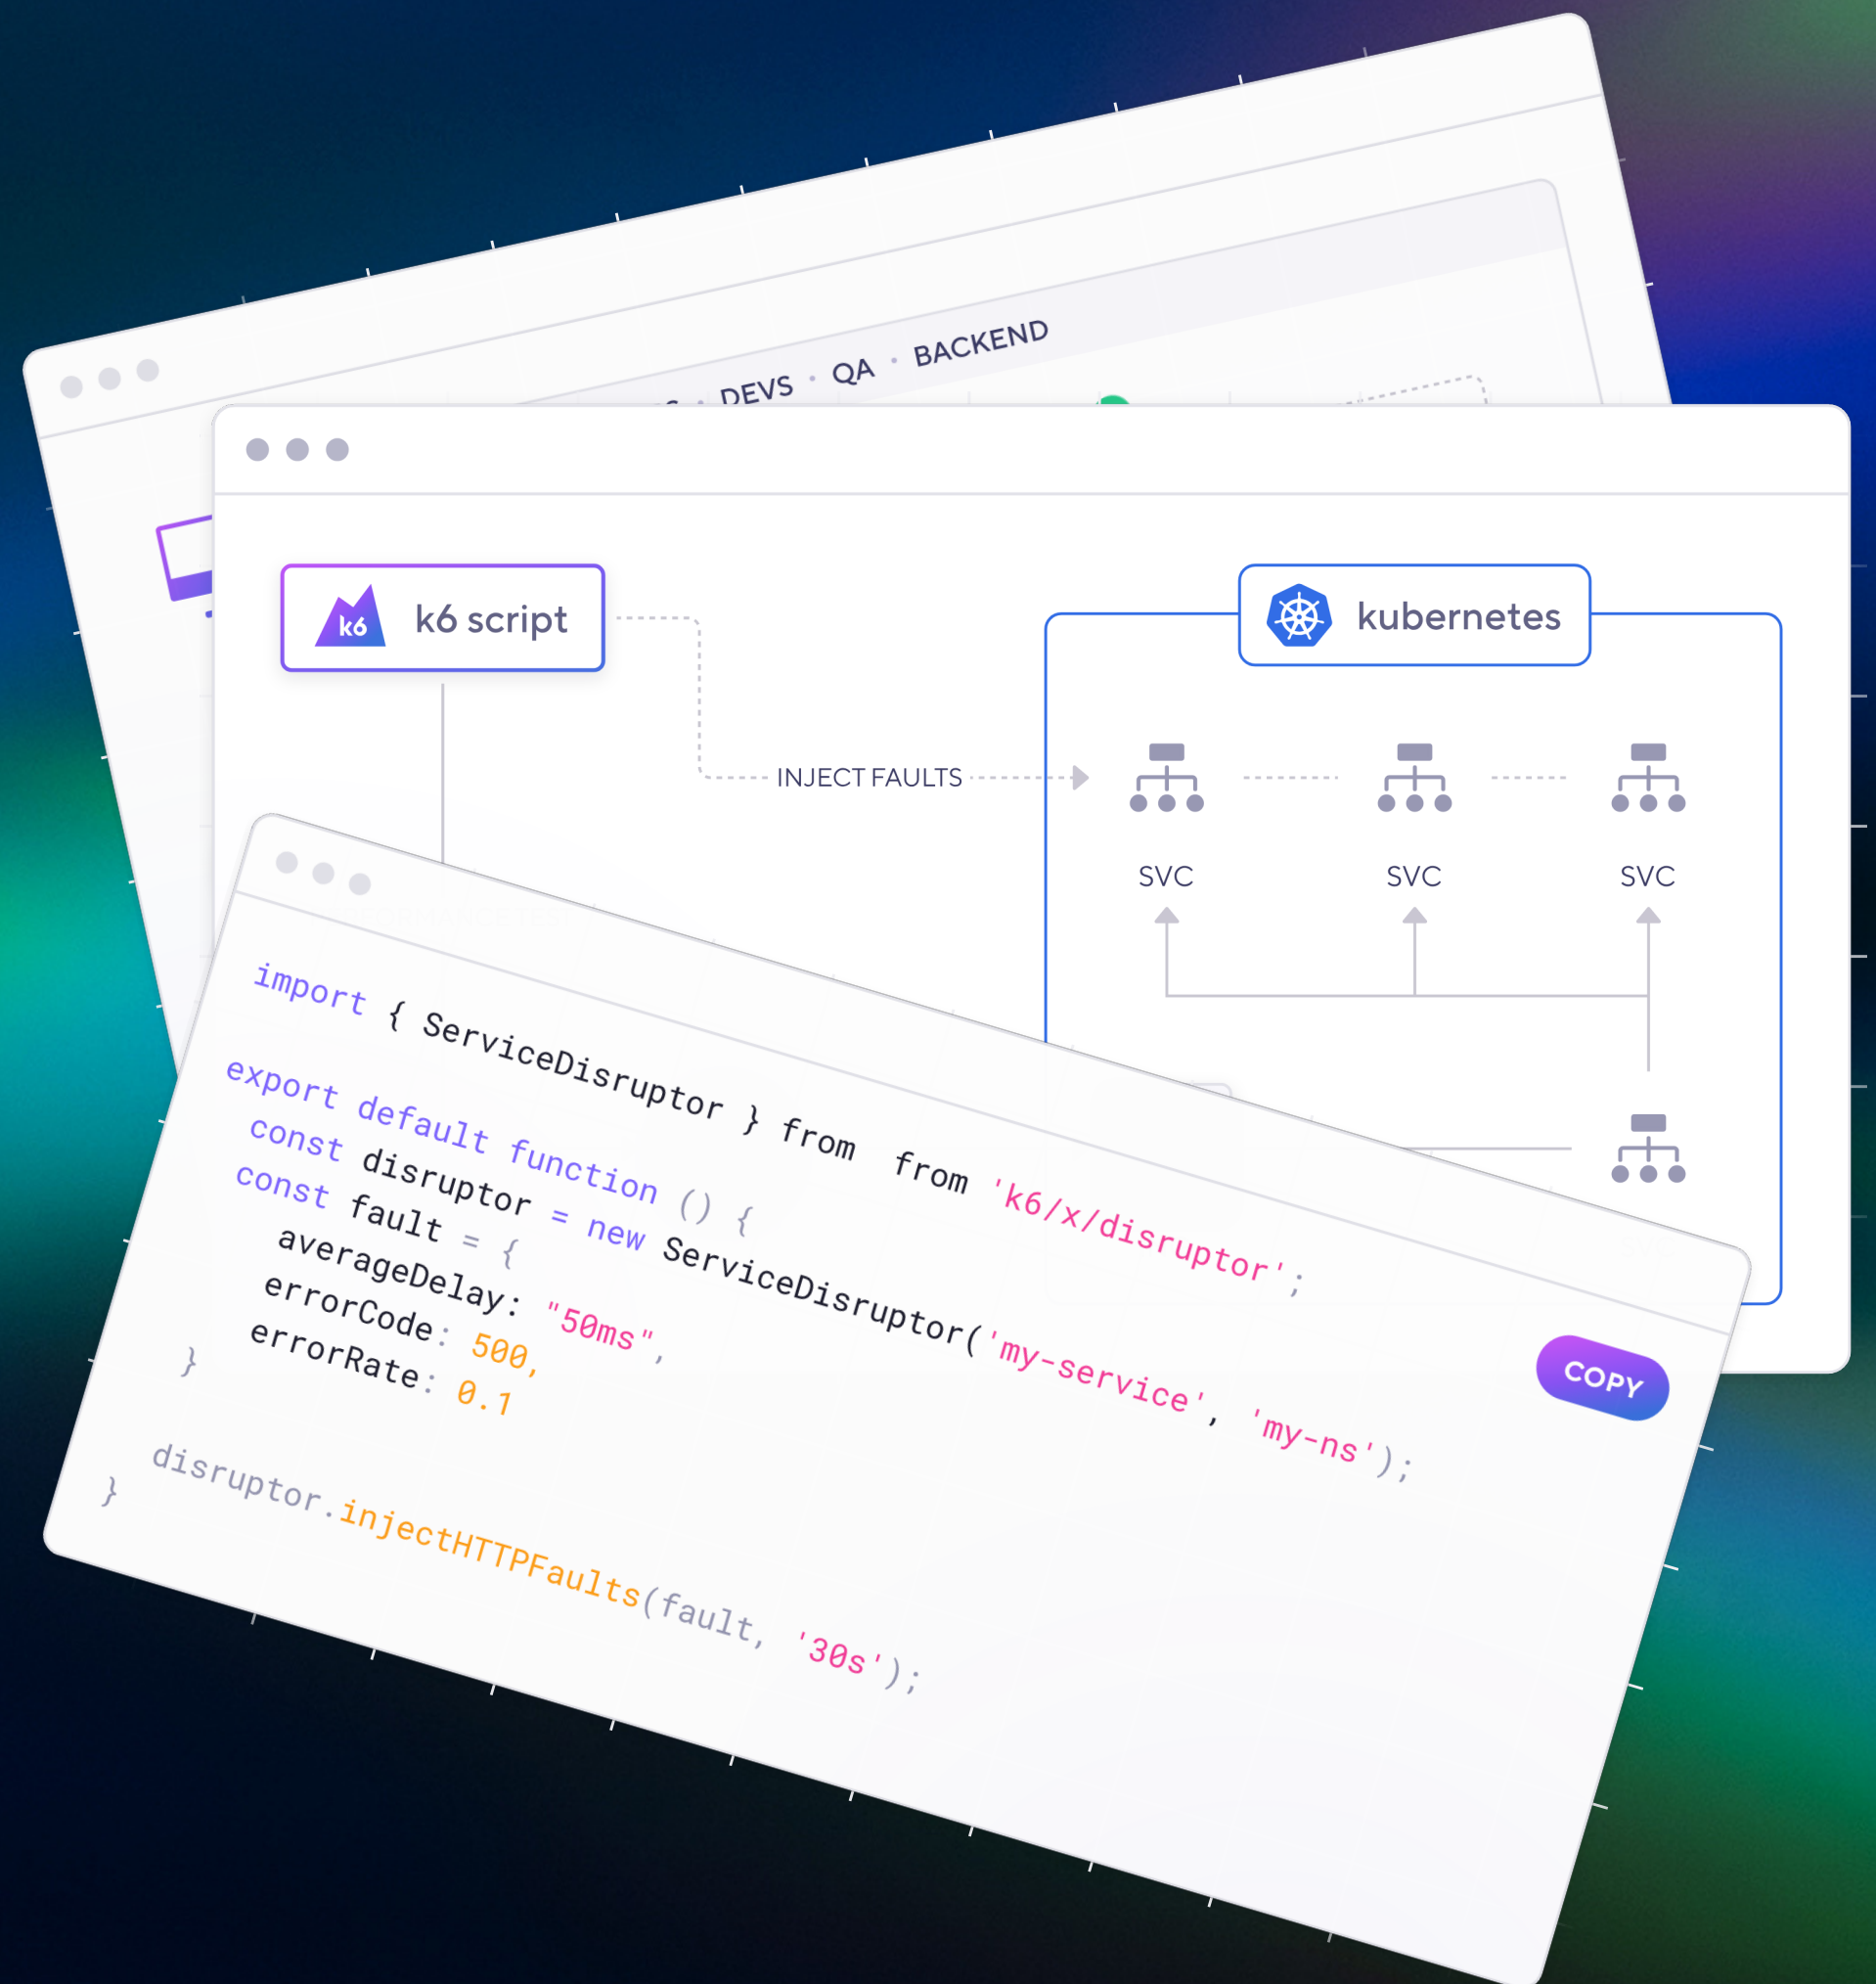 DEVS • QA • BACKEND
k6 k6 script
kubernetes
INJECT FAULTS
SVC SVC SVC
import { ServiceDisruptor } from  from 'k6/x/disruptor';
export default function () {
const disruptor = new ServiceDisruptor('my-service', 'my-ns');
const fault = {
averageDelay: "50ms",
errorCode: 500,
errorRate: 0.1
}
disruptor.injectHTTPFaults(fault, '30s');
}
COPY